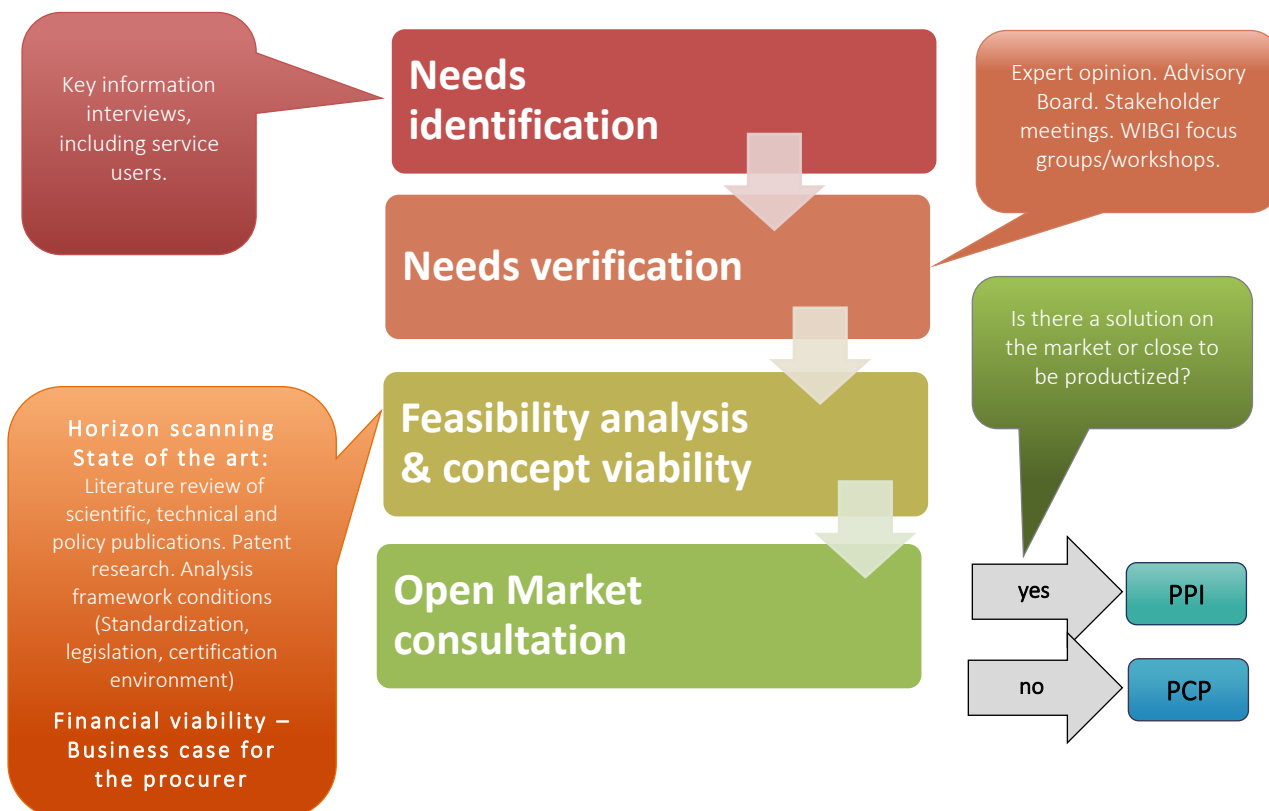 Key information
interviews,
including service
users.
Needs
identification
Expert opinion. Advisory
Board. Stakeholder
meetings. WIBGI focus
groups/workshops.
Needs verification
Is there a solution on
the market or close to
be productized?
Horizon scanning
State of the art:
Literature review of
scientific, technical and
policy publications. Patent
research. Analysis
framework conditions
(Standardization,
legislation, certification
environment)
Financial viability –
Business case for
the procurer
Feasibility analysis
& concept viability
Open Market
consultation
yes
PPI
no
PCP